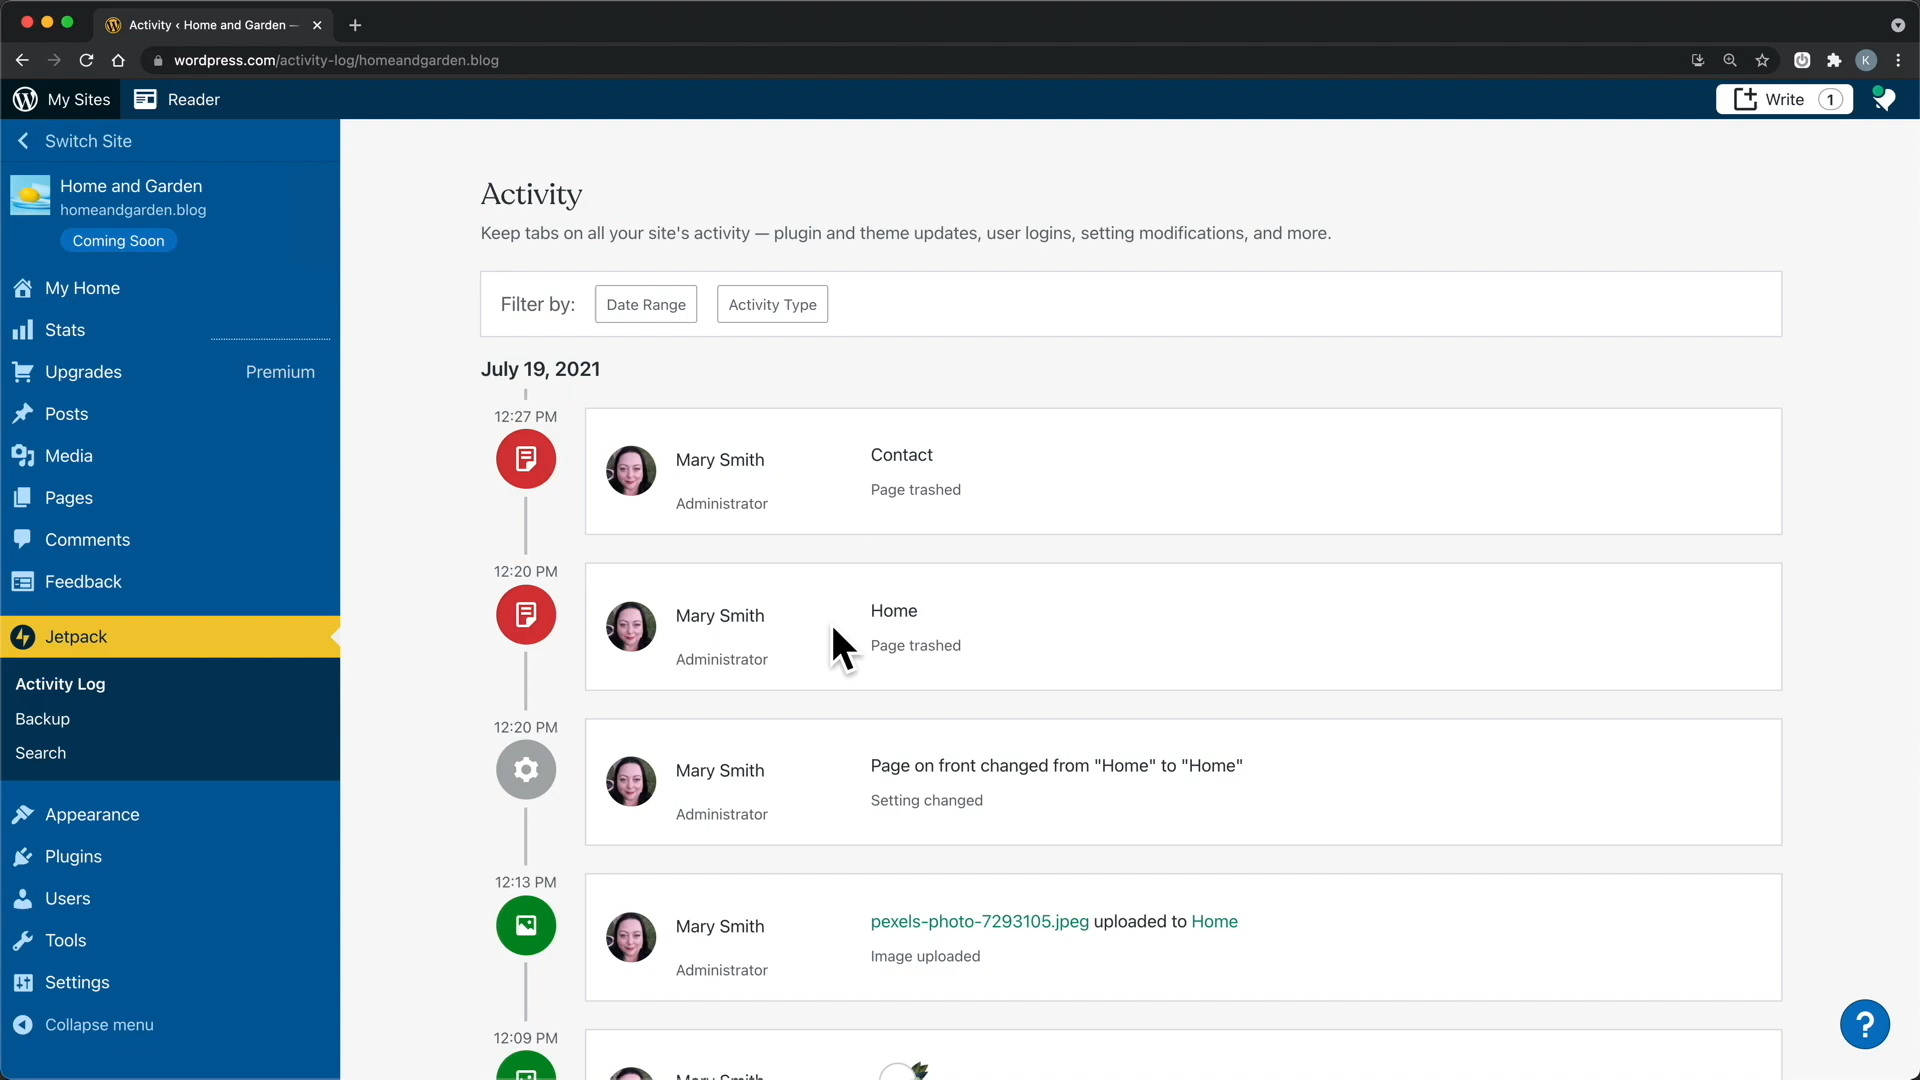 Activity ‹ Home and Garden —
wordpress.com/activity-log/homeandgarden.blog
K
My Sites
Reader
Write 1
Switch Site
Home and Garden
homeandgarden.blog
Coming Soon
My Home
Stats
Upgrades Premium
Posts
Media
Pages
Comments
Feedback
Jetpack
Activity Log
Backup
Search
Appearance
Plugins
Users
Tools
Settings
Collapse menu
Activity
Keep tabs on all your site's activity — plugin and theme updates, user logins, setting modifications, and more.
Filter by: Date Range Activity Type
July 19, 2021
12:27 PM
Mary Smith
Administrator
Contact
Page trashed
12:20 PM
Mary Smith
Administrator
Home
Page trashed
12:20 PM
Mary Smith
Administrator
Page on front changed from "Home" to "Home"
Setting changed
12:13 PM
Mary Smith
Administrator
pexels-photo-7293105.jpeg uploaded to Home
Image uploaded
12:09 PM
Mary Smith
?